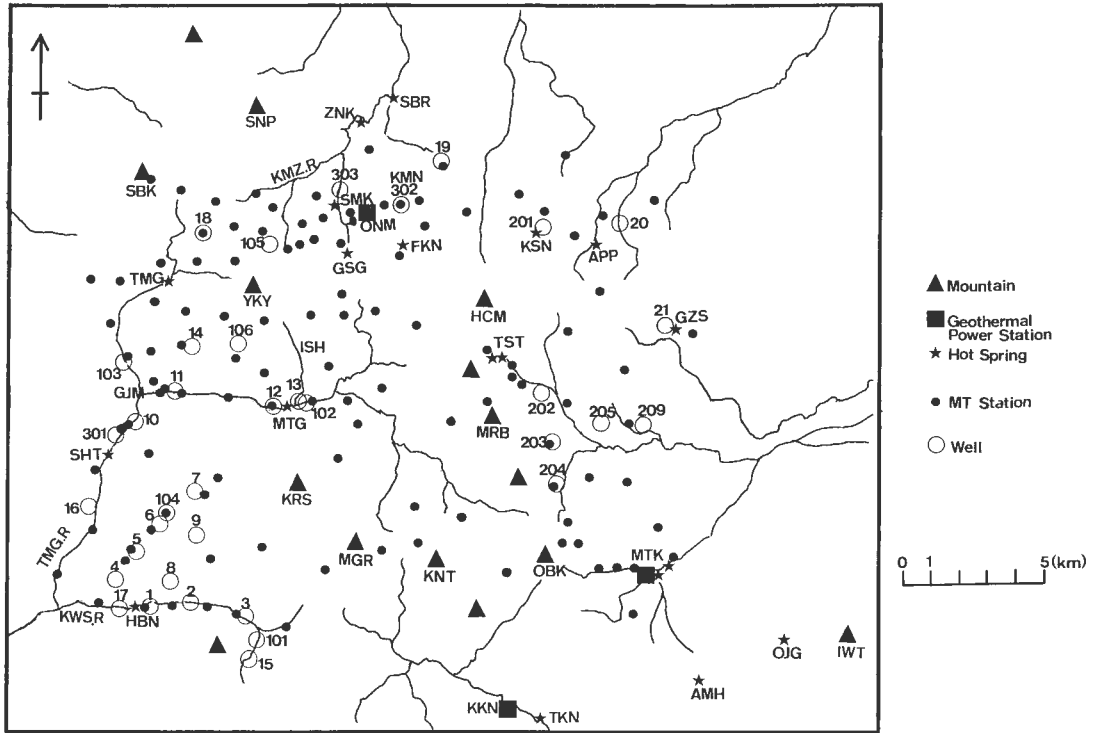 SBR
ZNK
SNP
19
KMZ.R
303
KMN
302
SBK
SMK
18
ONM
201
20
105
FKN
KSN
APP
GSG
TMG
YKY
HCM
Mountain
Geothermal
Power Station
21
GZS
106
ISH
TST
Hot Spring
14
103
11
GJM
12
13
102
202
MT Station
MTG
MRB
205
209
10
301
203
Well
SHT
204
7
KRS
16
104
6
9
TMG.R
5
MGR
KNT
OBK
MTK
0 1 5(km)
4
8
17
1
2
3
KWS.R
HBN
101
OJG
IWT
15
AMH
KKN
TKN